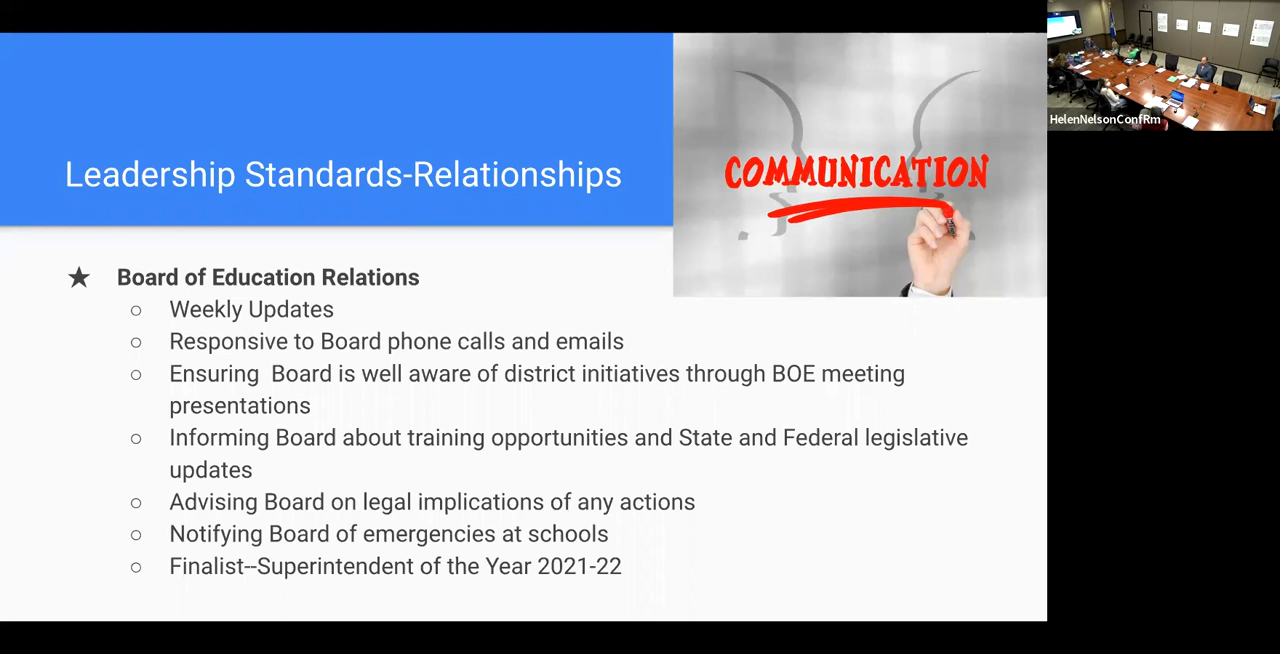 Leadership Standards-Relationships
COMMUNICATION
HelenNelsonConfRm
★ Board of Education Relations
○ Weekly Updates
○ Responsive to Board phone calls and emails
○ Ensuring  Board is well aware of district initiatives through BOE meeting
presentations
○ Informing Board about training opportunities and State and Federal legislative
updates
○ Advising Board on legal implications of any actions
○ Notifying Board of emergencies at schools
○ Finalist--Superintendent of the Year 2021-22